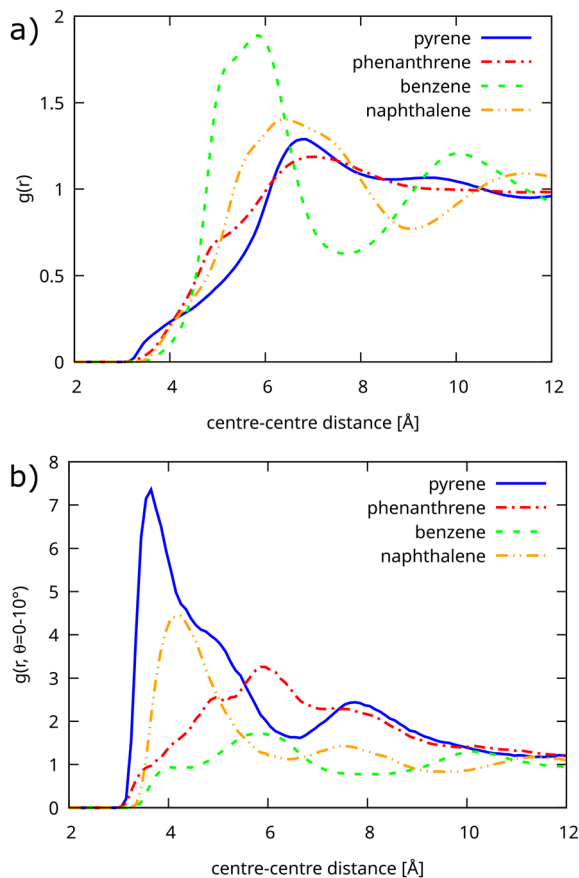 a)
2
1.5
1
0.5
0
g(r)
pyrene
phenanthrene
benzene
naphthalene
2 4 6 8 10 12
centre-centre distance [Å]
b)
8
7
6
5
4
3
2
1
0
g(r, θ=0-10°)
pyrene
phenanthrene
benzene
naphthalene
2 4 6 8 10 12
centre-centre distance [Å]